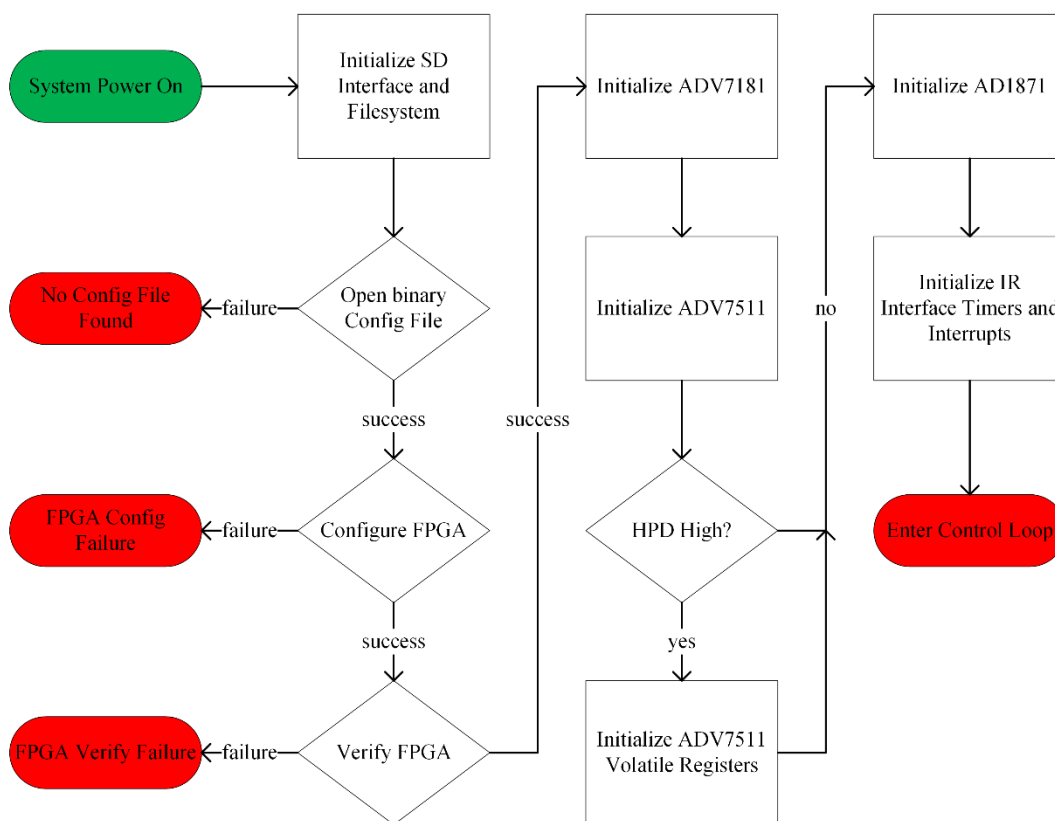 System Power On
Initialize SD
Interface and
Filesystem
No Config File
Found
failure
Open binary
Config File
success
FPGA Config
Failure
failure
Configure FPGA
success
FPGA Verify Failure
failure
Verify FPGA
success
Initialize ADV7181
Initialize ADV7511
HPD High?
yes
Initialize ADV7511
Volatile Registers
no
Initialize AD1871
Initialize IR
Interface Timers and
Interrupts
Enter Control Loop